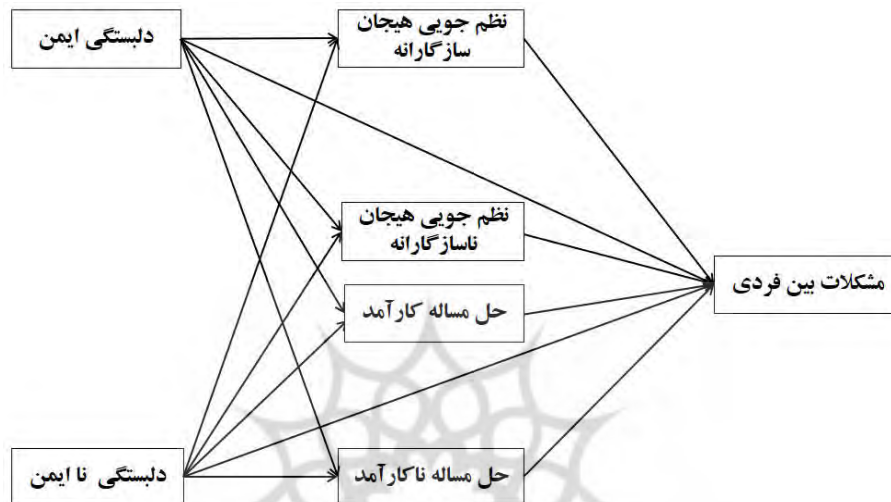 دلبستگی ایمن
نظم جویی هیجان
سازگارانه
نظم جویی هیجان
ناسازگارانه
مشکلات بین فردی
حل مساله کارآمد
دلبستگی نا ایمن
حل مساله ناکارآمد